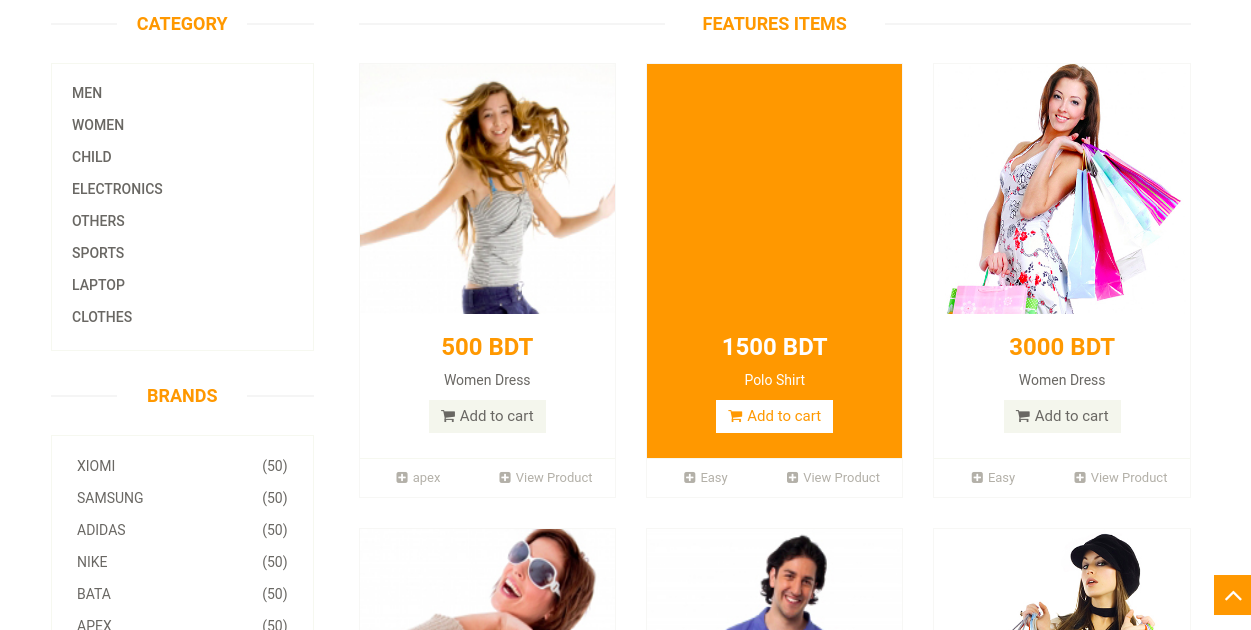 CATEGORY
MEN
WOMEN
CHILD
ELECTRONICS
OTHERS
SPORTS
LAPTOP
CLOTHES
BRANDS
XIOMI (50)
SAMSUNG (50)
ADIDAS (50)
NIKE (50)
BATA (50)
APEX (50)
FEATURES ITEMS
500 BDT
Women Dress
Add to cart
apex View Product
1500 BDT
Polo Shirt
Add to cart
Easy View Product
3000 BDT
Women Dress
Add to cart
Easy View Product